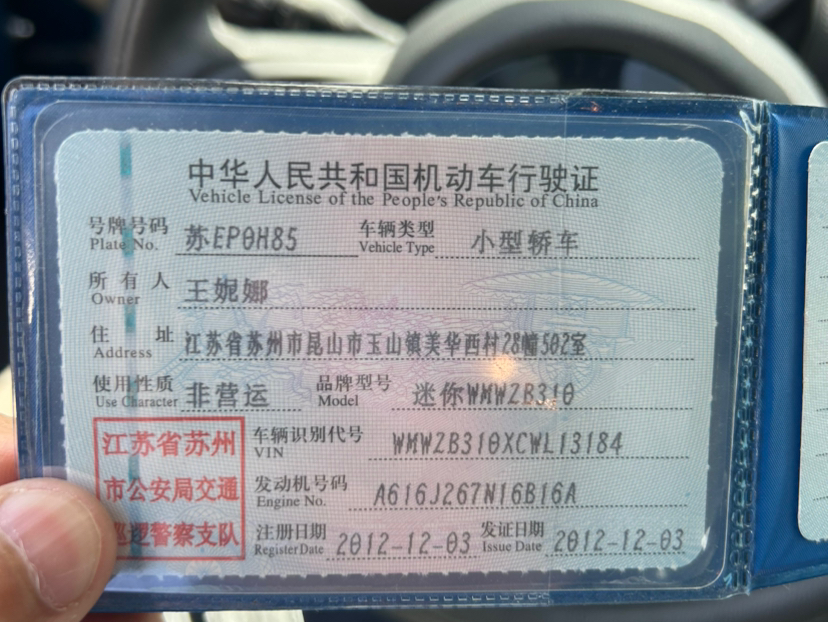 中华人民共和国机动车行驶证
Vehicle License of the People's Republic of China
号牌号码 苏EP0H85 车辆类型 小型轿车
Plate No. Vehicle Type
所有人 王妮娜
Owner
住址 江苏省苏州市昆山市玉山镇美华西村28幢502室
Address
使用性质 非营运 品牌型号 迷你WMWZB310
Use Character Model
江苏省苏州 车辆识别代号 WMWZB310XCWL13184
VIN
市公安局交通 发动机号码 A616J267N16B16A
Engine No.
巡逻警察支队 注册日期 2012-12-03 发证日期 2012-12-03
Register Date Issue Date